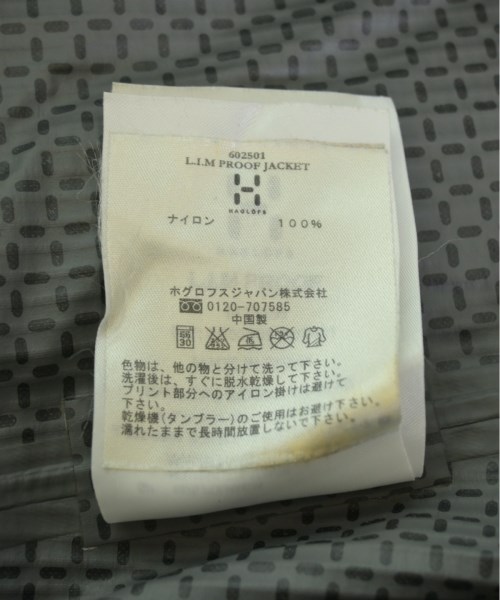 602501
L.I.M PROOF JACKET
HAGLÖFS
ナイロン 100%
ホグロフスジャパン株式会社
0120-707585
中国製
色物は、他の物と分けて洗って下さい。
洗濯後は、すぐに脱水乾燥して下さい。
プリント部分へのアイロン掛けは避けて
下さい。
乾燥機(タンブラー)のご使用はお避け下さい。
濡れたままで長時間放置しないで下さい。